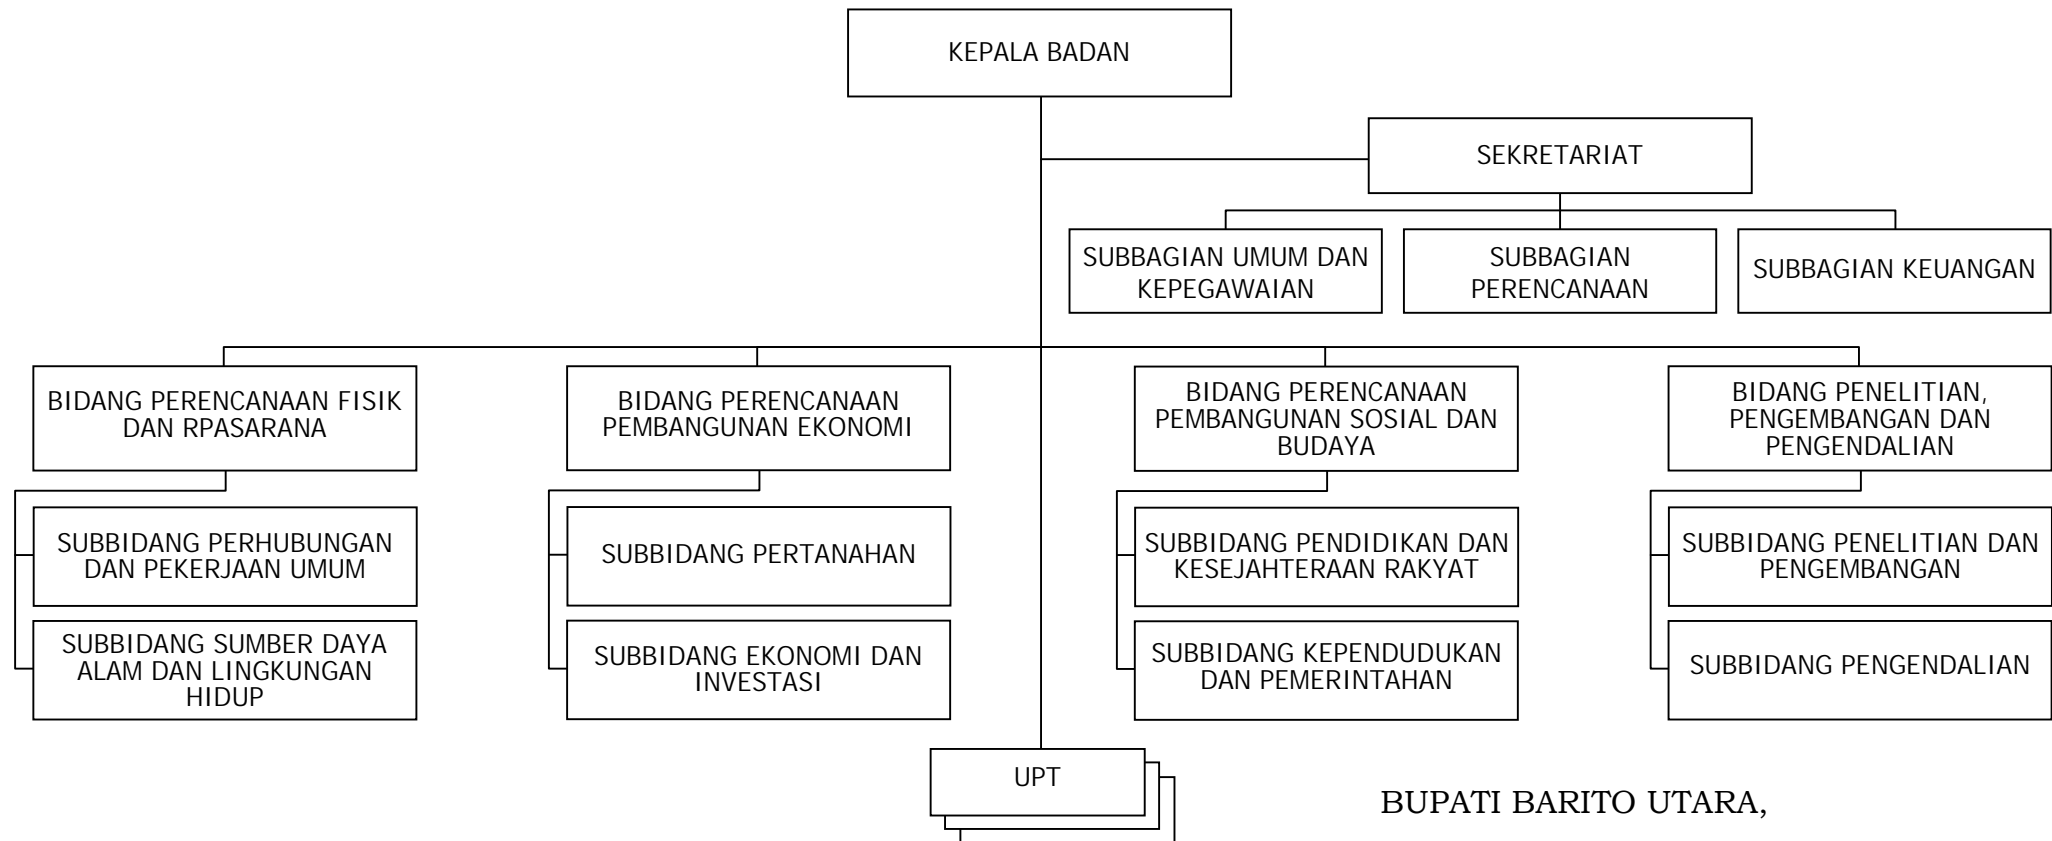 KEPALA BADAN
SEKRETARIAT
SUBBAGIAN UMUM DAN
KEPEGAWAIAN
SUBBAGIAN
PERENCANAAN
SUBBAGIAN KEUANGAN
BIDANG PERENCANAAN FISIK
DAN RPASARANA
BIDANG PERENCANAAN
PEMBANGUNAN EKONOMI
BIDANG PERENCANAAN
PEMBANGUNAN SOSIAL DAN
BUDAYA
BIDANG PENELITIAN,
PENGEMBANGAN DAN
PENGENDALIAN
SUBBIDANG PERHUBUNGAN
DAN PEKERJAAN UMUM
SUBBIDANG PERTANAHAN
SUBBIDANG PENDIDIKAN DAN
KESEJAHTERAAN RAKYAT
SUBBIDANG PENELITIAN DAN
PENGEMBANGAN
SUBBIDANG SUMBER DAYA
ALAM DAN LINGKUNGAN
HIDUP
SUBBIDANG EKONOMI DAN
INVESTASI
SUBBIDANG KEPENDUDUKAN
DAN PEMERINTAHAN
SUBBIDANG PENGENDALIAN
UPT
BUPATI BARITO UTARA,